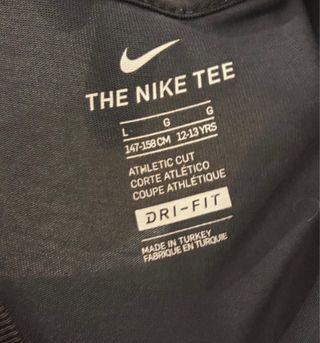 THE NIKE TEE
L G G
147-158 CM 12-13 YRS
ATHLETIC CUT
CORTE ATLÉTICO
COUPE ATHLÉTIQUE
DRI-FIT
MADE IN TURKEY
FABRIQUE EN TURQUIE